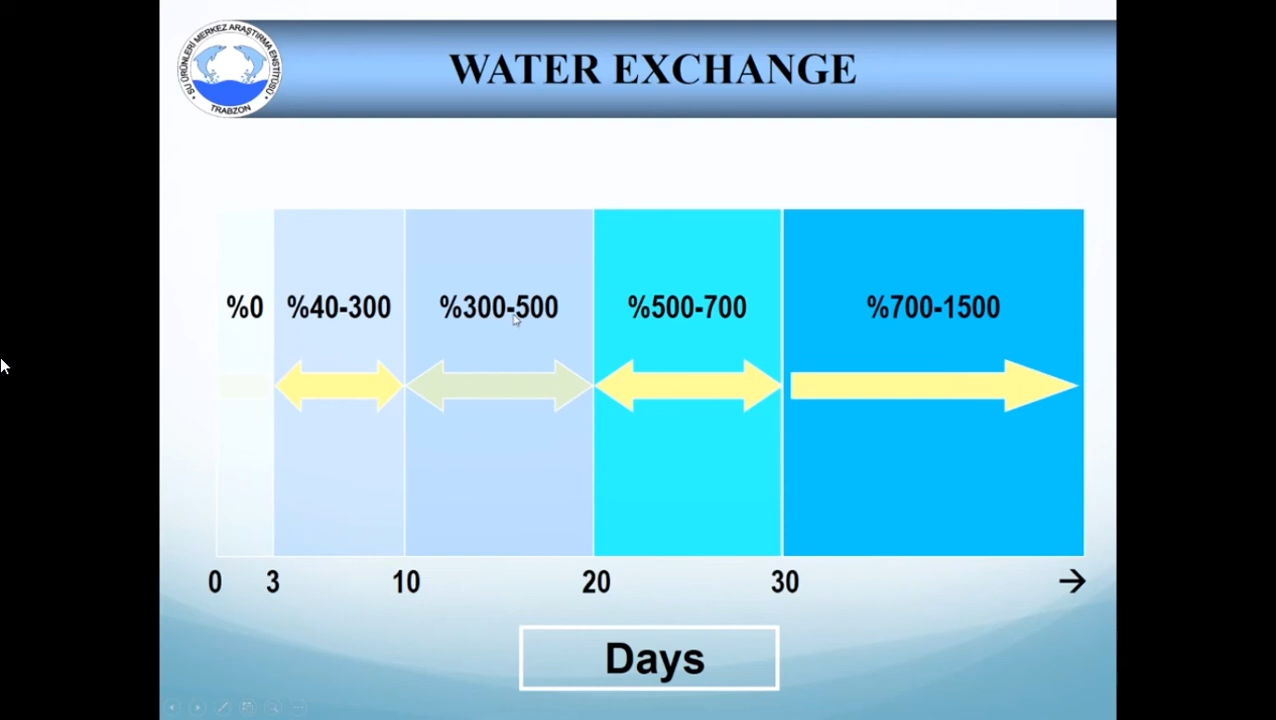 SU ÜRÜNLERİ MERKEZ ARAŞTIRMA ENSTİTÜSÜ
TRABZON
WATER EXCHANGE
%0 %40-300 %300-500 %500-700 %700-1500
0 3 10 20 30 →
Days